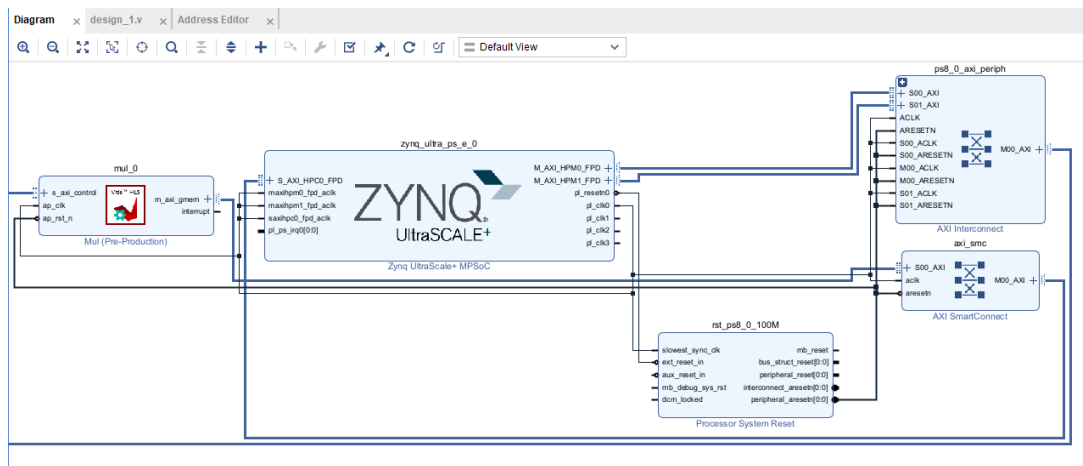 Diagram
design_1.v
Address Editor
Default View
mul_0
s_axi_control
ap_clk
ap_rst_n
m_axi_gmem
interrupt
Mul (Pre-Production)
zynq_ultra_ps_e_0
S_AXI_HPC0_FPD
maxihpm0_fpd_aclk
maxihpm1_fpd_aclk
saxihp0_fpd_aclk
pl_ps_irq0[0:0]
ZYNQ
UltraSCALE+
M_AXI_HPM0_FPD
M_AXI_HPM1_FPD
pl_resetn0
pl_clk0
pl_clk1
pl_clk2
pl_clk3
Zynq UltraScale+ MPSoC
ps8_0_axi_periph
S00_AXI
S01_AXI
ACLK
ARESETN
S00_ACLK
S00_ARESETN
M00_ACLK
M00_ARESETN
S01_ACLK
S01_ARESETN
M00_AXI
AXI Interconnect
axi_smc
S00_AXI
aclk
aresetn
M00_AXI
AXI SmartConnect
rst_ps8_0_100M
slowest_sync_clk
ext_reset_in
aux_reset_in
mb_debug_sys_rst
dcm_locked
mb_reset
bus_struct_reset[0:0]
peripheral_reset[0:0]
interconnect_aresetn[0:0]
peripheral_aresetn[0:0]
Processor System Reset